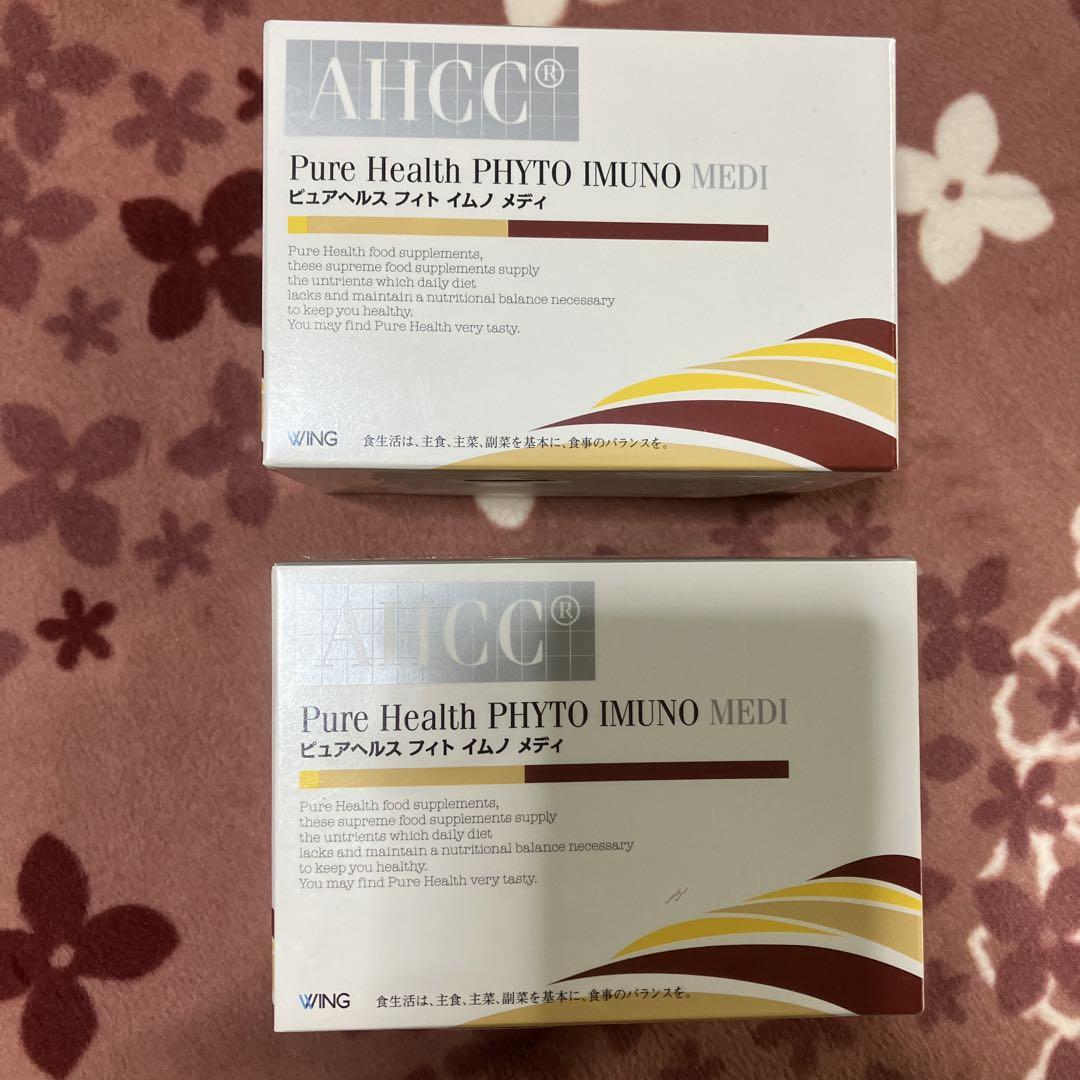 AHCC®
Pure Health PHYTO IMUNO MEDI
ピュアヘルス フィト イムノ メディ
Pure Health food supplements,
these supreme food supplements supply
the untrients which daily diet
lacks and maintain a nutritional balance necessary
to keep you healthy.
You may find Pure Health very tasty.
WING 食生活は、主食、主菜、副菜を基本に、食事のバランスを。
AHCC®
Pure Health PHYTO IMUNO MEDI
ピュアヘルス フィト イムノ メディ
Pure Health food supplements,
these supreme food supplements supply
the untrients which daily diet
lacks and maintain a nutritional balance necessary
to keep you healthy.
You may find Pure Health very tasty.
WING 食生活は、主食、主菜、副菜を基本に、食事のバランスを。